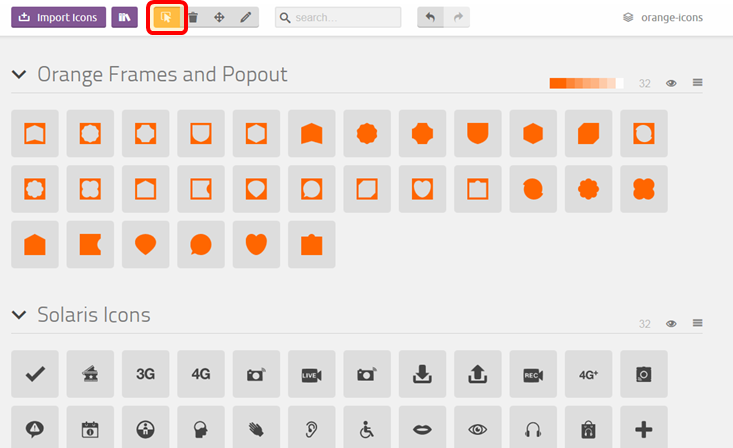 Import Icons
search...
orange-icons
Orange Frames and Popout
32
Solaris Icons
32
3G
4G
LIVE
REC
4G+